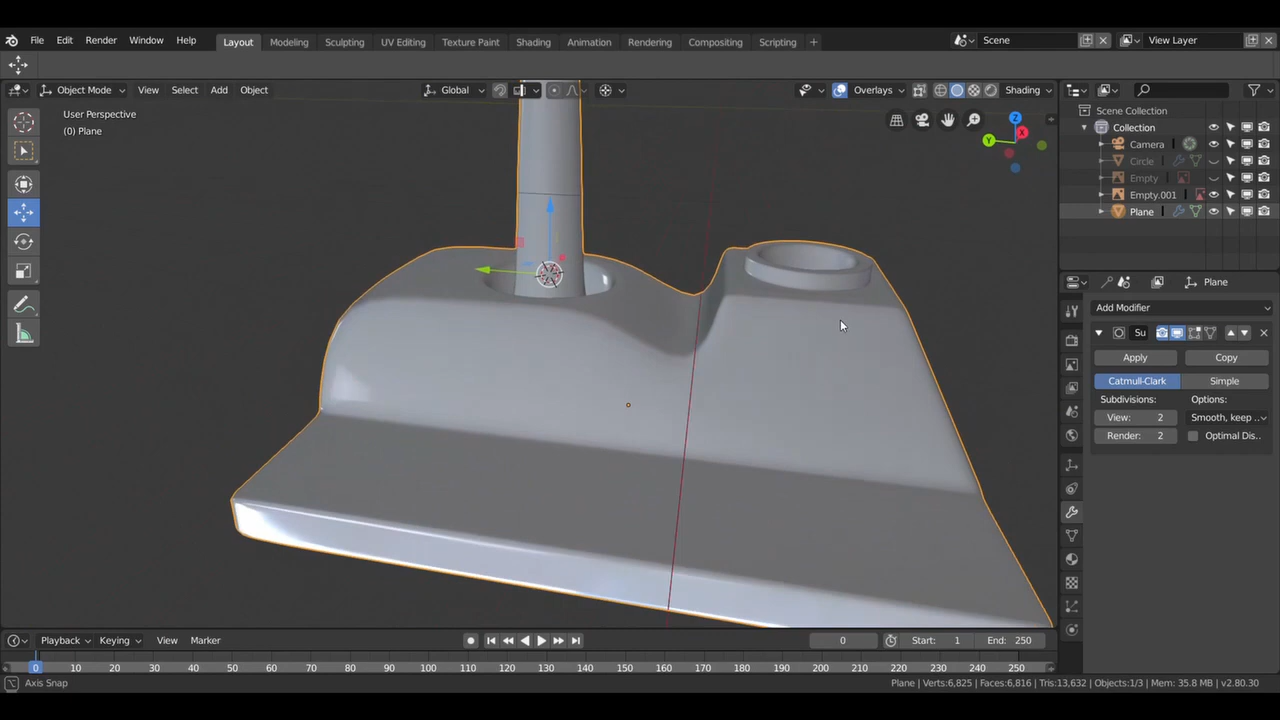 File Edit Render Window Help Layout Modeling Sculpting UV Editing Texture Paint Shading Animation Rendering Compositing Scripting + Scene View Layer
Object Mode View Select Add Object Global Overlays Shading
User Perspective
(0) Plane
Z
X
Y
Scene Collection
Collection
Camera
Circle
Empty
Empty.001
Plane
Plane
Add Modifier
Su
Apply Copy
Catmull-Clark Simple
Subdivisions: Options:
View: 2 Smooth, keep ..
Render: 2 Optimal Dis..
Playback Keying View Marker 0 Start: 1 End: 250
0 10 20 30 40 50 60 70 80 90 100 110 120 130 140 150 160 170 180 190 200 210 220 230 240 250
Axis Snap Plane | Verts:6,825 | Faces:6,816 | Tris:13,632 | Objects:1/3 | Mem: 35.8 MB | v2.80.30